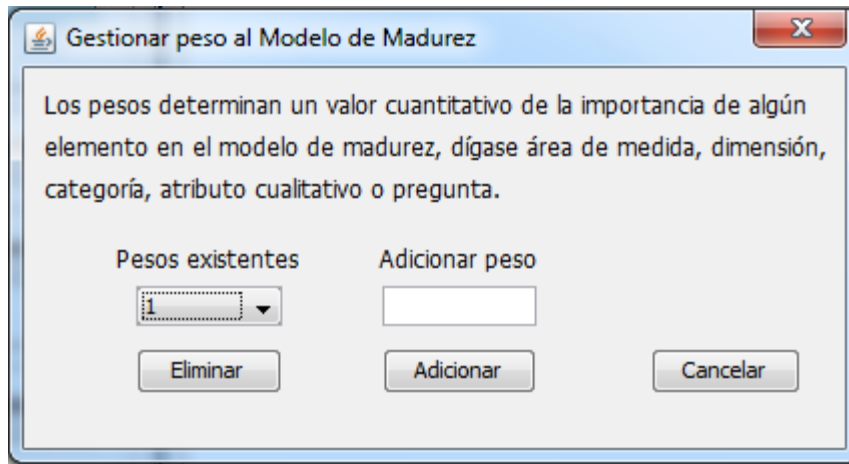 Gestionar peso al Modelo de Madurez
Los pesos determinan un valor cuantitativo de la importancia de algún
elemento en el modelo de madurez, dígase área de medida, dimensión,
categoría, atributo cualitativo o pregunta.
Pesos existentes Adicionar peso
1
Eliminar Adicionar Cancelar